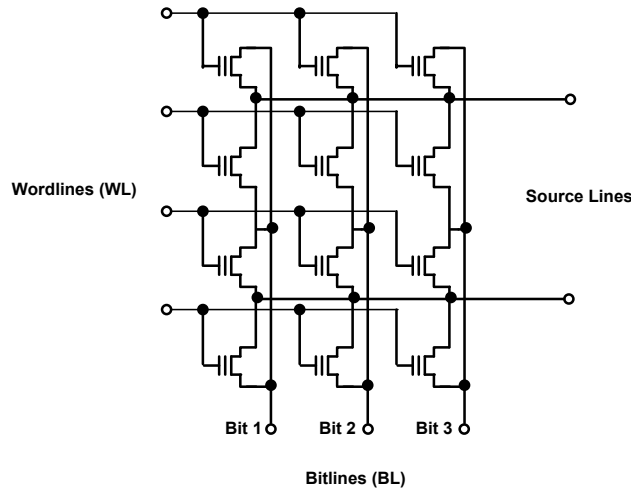 Wordlines (WL)
Source Lines
Bit 1
Bit 2
Bit 3
Bitlines (BL)